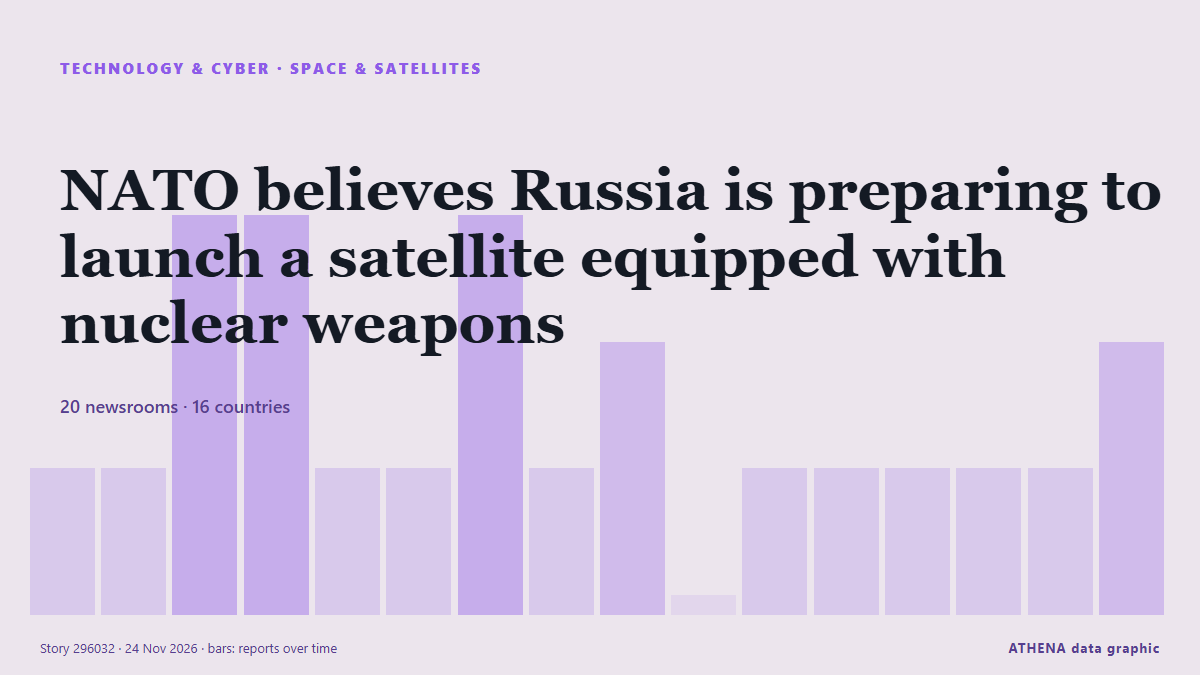 TECHNOLOGY & CYBER · SPACE & SATELLITES
NATO believes Russia is preparing to
launch a satellite equipped with
nuclear weapons
20 newsrooms · 16 countries
Story 296032 · 24 Nov 2026 · bars: reports over time
ATHENA data graphic